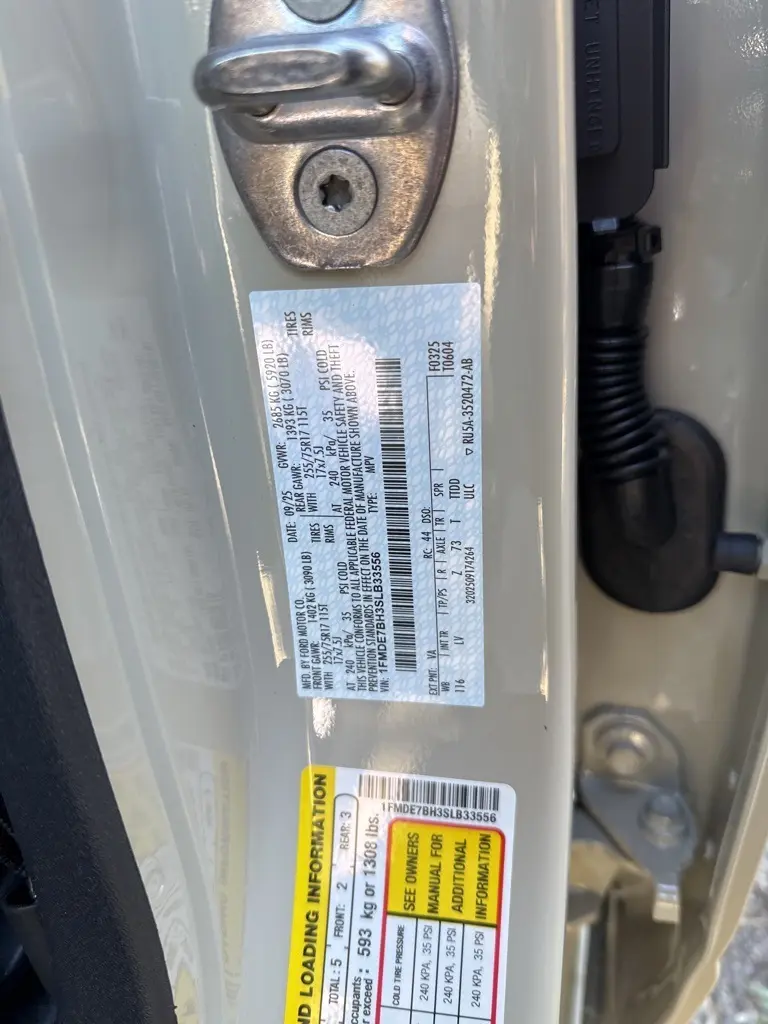 MFD. BY FORD MOTOR CO.
DATE: 09/25
GVWR: 2685 KG ( 5920 LB)
FRONT GAWR: 1402 KG ( 3090 LB)
REAR GAWR: 1393 KG ( 3070 LB)
WITH 255/75R17 115T TIRES
WITH 255/75R17 115T TIRES
17x7.5J RIMS
17x7.5J RIMS
AT 240 kPa/ 35 PSI COLD
AT 240 kPa/ 35 PSI COLD
THIS VEHICLE CONFORMS TO ALL APPLICABLE FEDERAL MOTOR VEHICLE SAFETY AND THEFT
PREVENTION STANDARDS IN EFFECT ON THE DATE OF MANUFACTURE SHOWN ABOVE.
VIN: 1FMDE7BH3SLB33556
TYPE: MPV
EXT PNT: VA RC: 44 DSO: F0325
WB INT TR TP/PS R AXLE TR SPR T0604
116 LV Z 73 T TTDD
ULC
3202509174264
▽ RU5A-3520472-AB
ND LOADING INFORMATION
TOTAL: 5 FRONT: 2 REAR: 3
ccupants
r exceed : 593 kg or 1308 lbs.
1FMDE7BH3SLB33556
COLD TIRE PRESSURE
240 KPA, 35 PSI
240 KPA, 35 PSI
240 KPA, 35 PSI
SEE OWNERS
MANUAL FOR
ADDITIONAL
INFORMATION